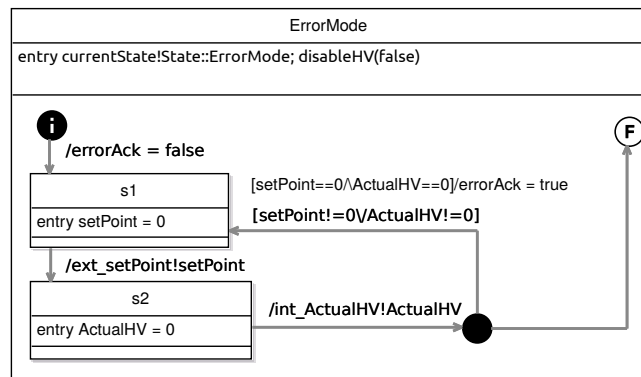 ErrorMode
entry currentState!State::ErrorMode; disableHV(false)
i
F
/errorAck = false
s1
[setPoint==0/\ActualHV==0]/errorAck = true
entry setPoint = 0
[setPoint!=0\/ActualHV!=0]
/ext_setPoint!setPoint
s2
/int_ActualHV!ActualHV
entry ActualHV = 0